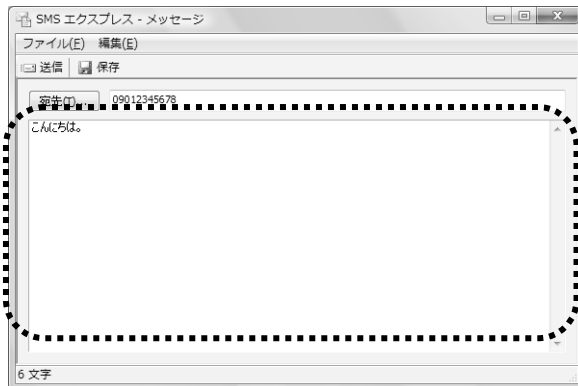 SMS エクスプレス - メッセージ
ファイル(F) 編集(E)
送信 保存
宛先(T)... 09012345678
こんにちは。
6 文字